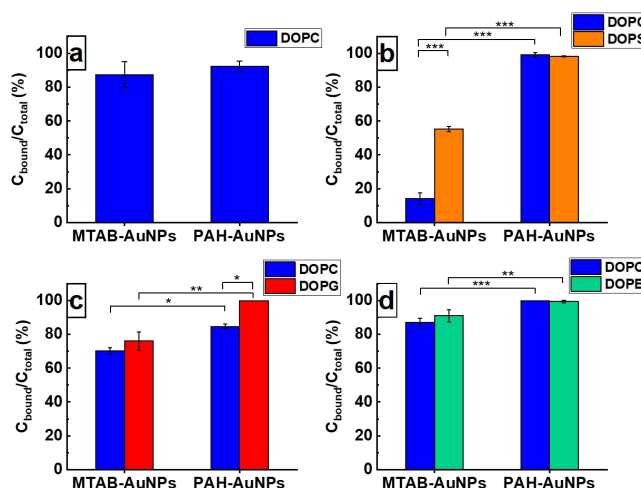 a
DOPC
C_bound/C_total (%)
100
80
60
40
20
0
MTAB-AuNPs PAH-AuNPs
b
DOPC
DOPS
***
***
***
C_bound/C_total (%)
100
80
60
40
20
0
MTAB-AuNPs PAH-AuNPs
c
DOPC
DOPG
**
*
*
C_bound/C_total (%)
100
80
60
40
20
0
MTAB-AuNPs PAH-AuNPs
d
DOPC
DOPE
**
***
C_bound/C_total (%)
100
80
60
40
20
0
MTAB-AuNPs PAH-AuNPs